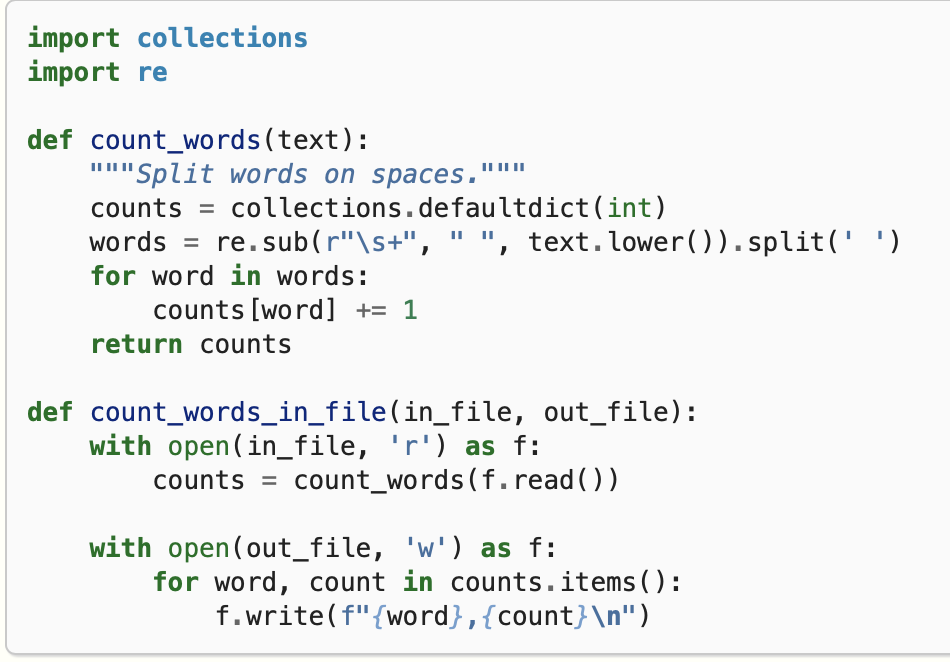 import collections
import re

def count_words(text):
    """Split words on spaces."""
    counts = collections.defaultdict(int)
    words = re.sub(r"\s+", " ", text.lower()).split(' ')
    for word in words:
        counts[word] += 1
    return counts

def count_words_in_file(in_file, out_file):
    with open(in_file, 'r') as f:
        counts = count_words(f.read())

    with open(out_file, 'w') as f:
        for word, count in counts.items():
            f.write(f"{word},{count}\n")